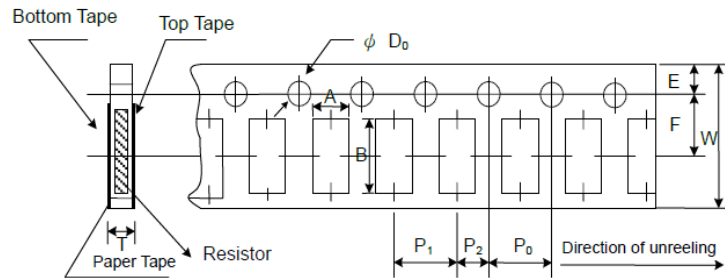 Bottom Tape
Top Tape
ϕ D₀
A
E
F
W
B
T
Resistor
Paper Tape
P₁
P₂
P₀
Direction of unreeling